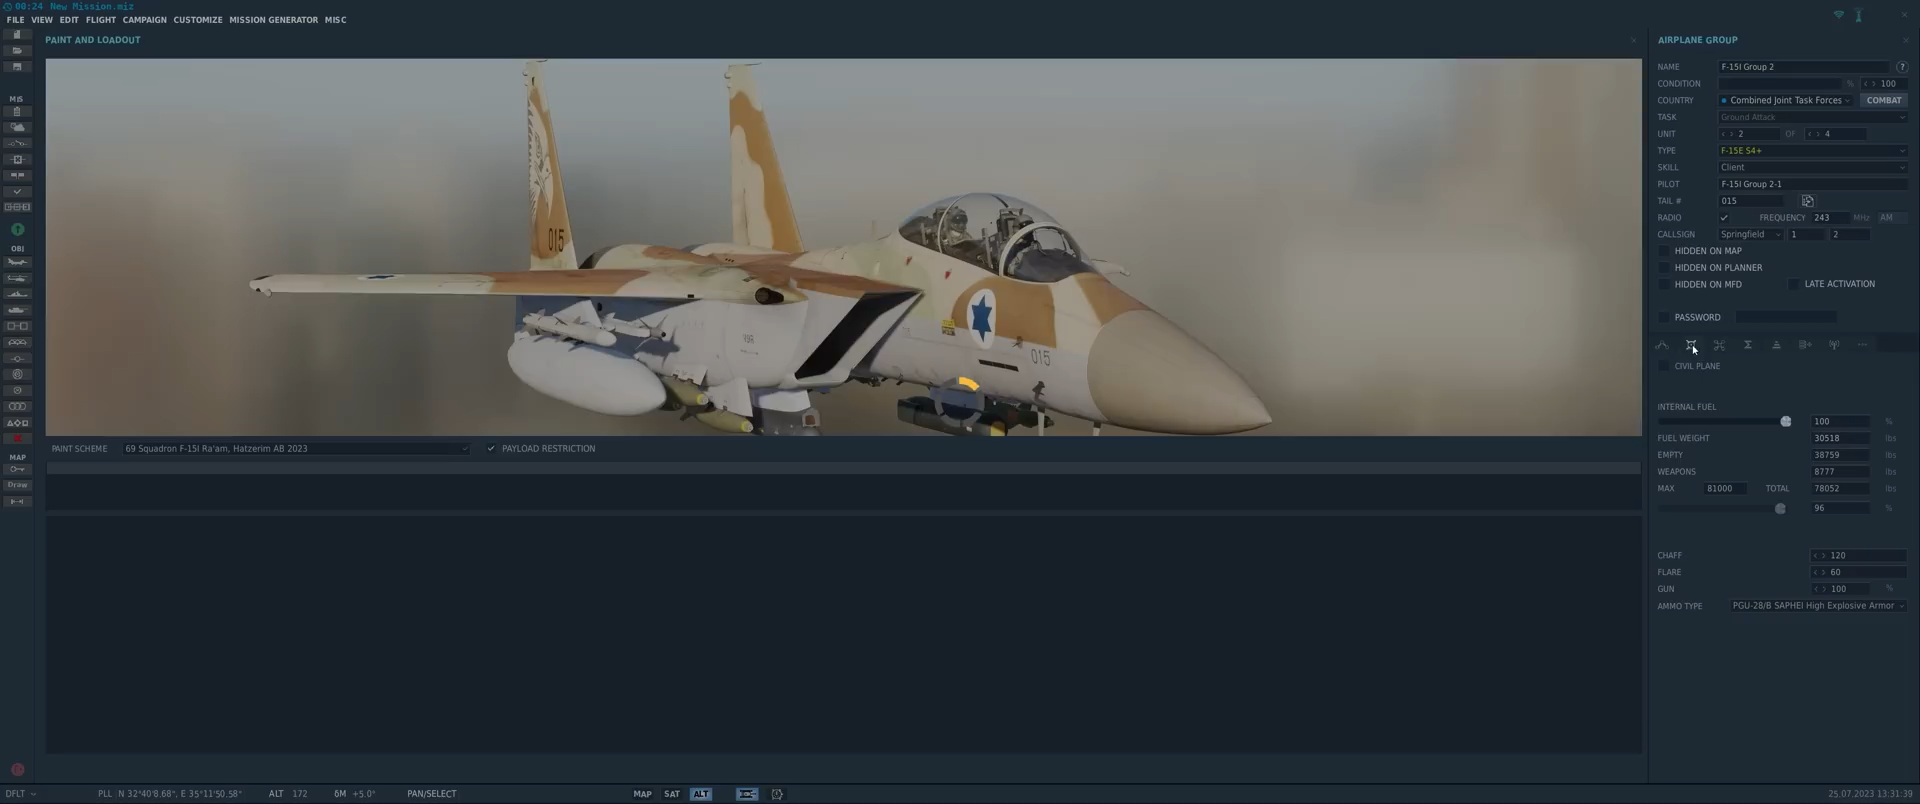 00:24 New Mission.miz
FILE VIEW EDIT FLIGHT CAMPAIGN CUSTOMIZE MISSION GENERATOR MISC
PAINT AND LOADOUT
015
015
PAINT SCHEME 69 Squadron F-15I Ra'am, Hatzerim AB 2023 PAYLOAD RESTRICTION
MIS
OBJ
MAP
Draw
AIRPLANE GROUP
NAME F-15I Group 2 ?
CONDITION % < > 100
COUNTRY Combined Joint Task Forces COMBAT
TASK Ground Attack
UNIT < > 2 OF < > 4
TYPE F-15E S4+
SKILL Client
PILOT F-15I Group 2-1
TAIL # 015
RADIO FREQUENCY 243 MHz AM
CALLSIGN Springfield 1 2
HIDDEN ON MAP
HIDDEN ON PLANNER
HIDDEN ON MFD LATE ACTIVATION
PASSWORD
CIVIL PLANE
INTERNAL FUEL
100 %
FUEL WEIGHT 30518 lbs
EMPTY 38759 lbs
WEAPONS 8777 lbs
MAX 81000 TOTAL 78052 lbs
96 %
CHAFF < > 120
FLARE < > 60
GUN < > 100 %
AMMO TYPE PGU-28/B SAPHEI High Explosive Armor
DFLT PLL N 32°40'8.68", E 35°11'50.58" ALT 172 δM +5.0° PAN/SELECT MAP SAT ALT 25.07.2023 13:31:39